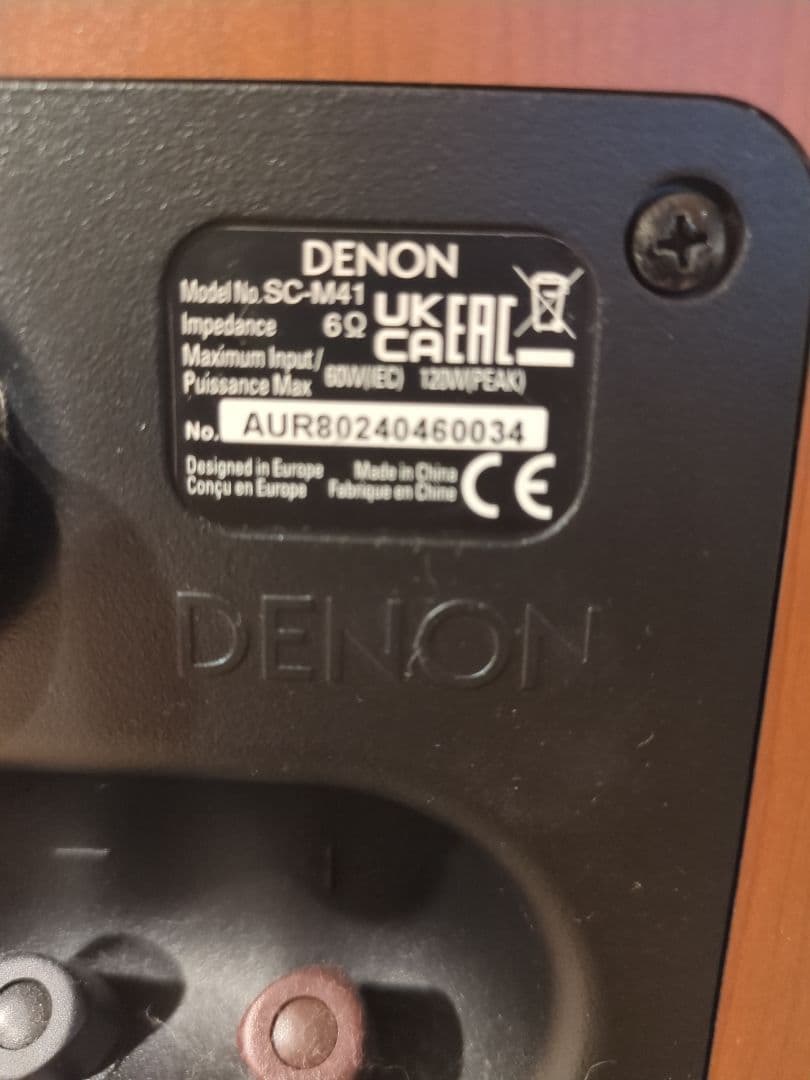 DENON
Model No. SC-M41
Impedance 6Ω
UK
CA
EAC
Maximum Input/
Puissance Max 60W(IEC) 120W(PEAK)
No. AUR80240460034
Designed in Europe Made in China
Conçu en Europe Fabriqué en Chine
CE
DENON
− +